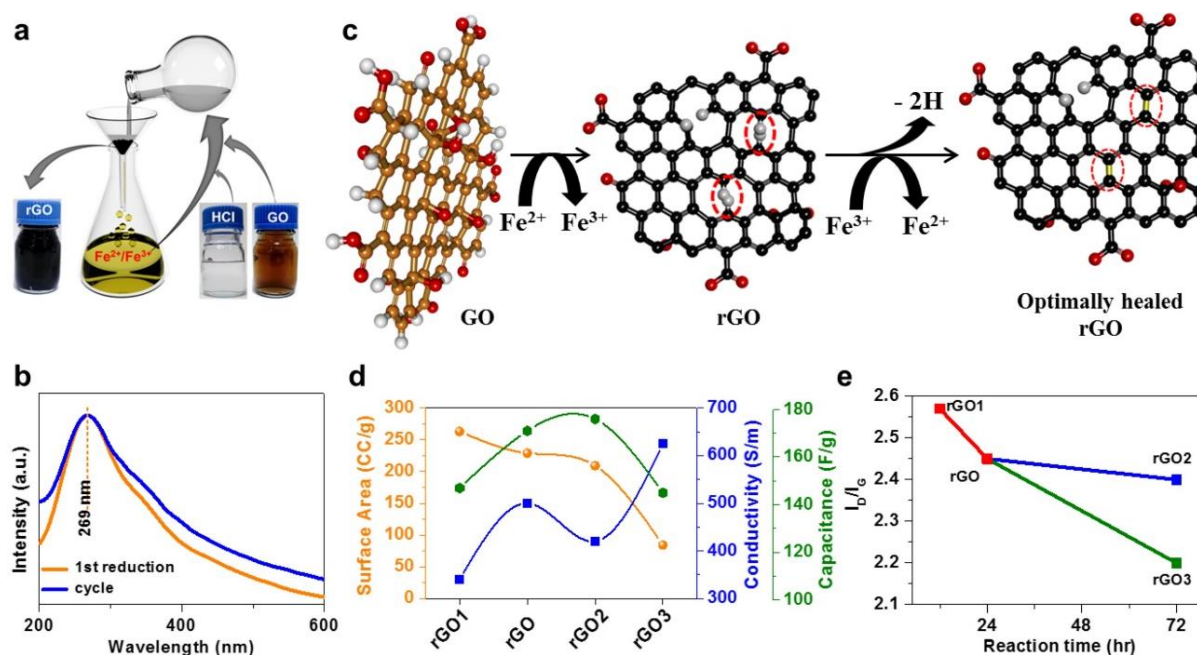 a
rGO
Fe²⁺/Fe³⁺
HCl
GO
c
GO
Fe²⁺ Fe³⁺
rGO
- 2H
Fe³⁺ Fe²⁺
Optimally healed
rGO
b
Intensity (a.u.)
269 nm
1st reduction
cycle
200 300 400 500 600
Wavelength (nm)
d
Surface Area (CC/g)
300
250
200
150
100
50
0
rGO1 rGO rGO2 rGO3
700
600
500
400
300
Conductivity (S/m)
180
160
140
120
100
Capacitance (F/g)
e
I_D/I_G
2.6
2.5
2.4
2.3
2.2
2.1
rGO1
rGO
rGO2
rGO3
24 48 72
Reaction time (hr)